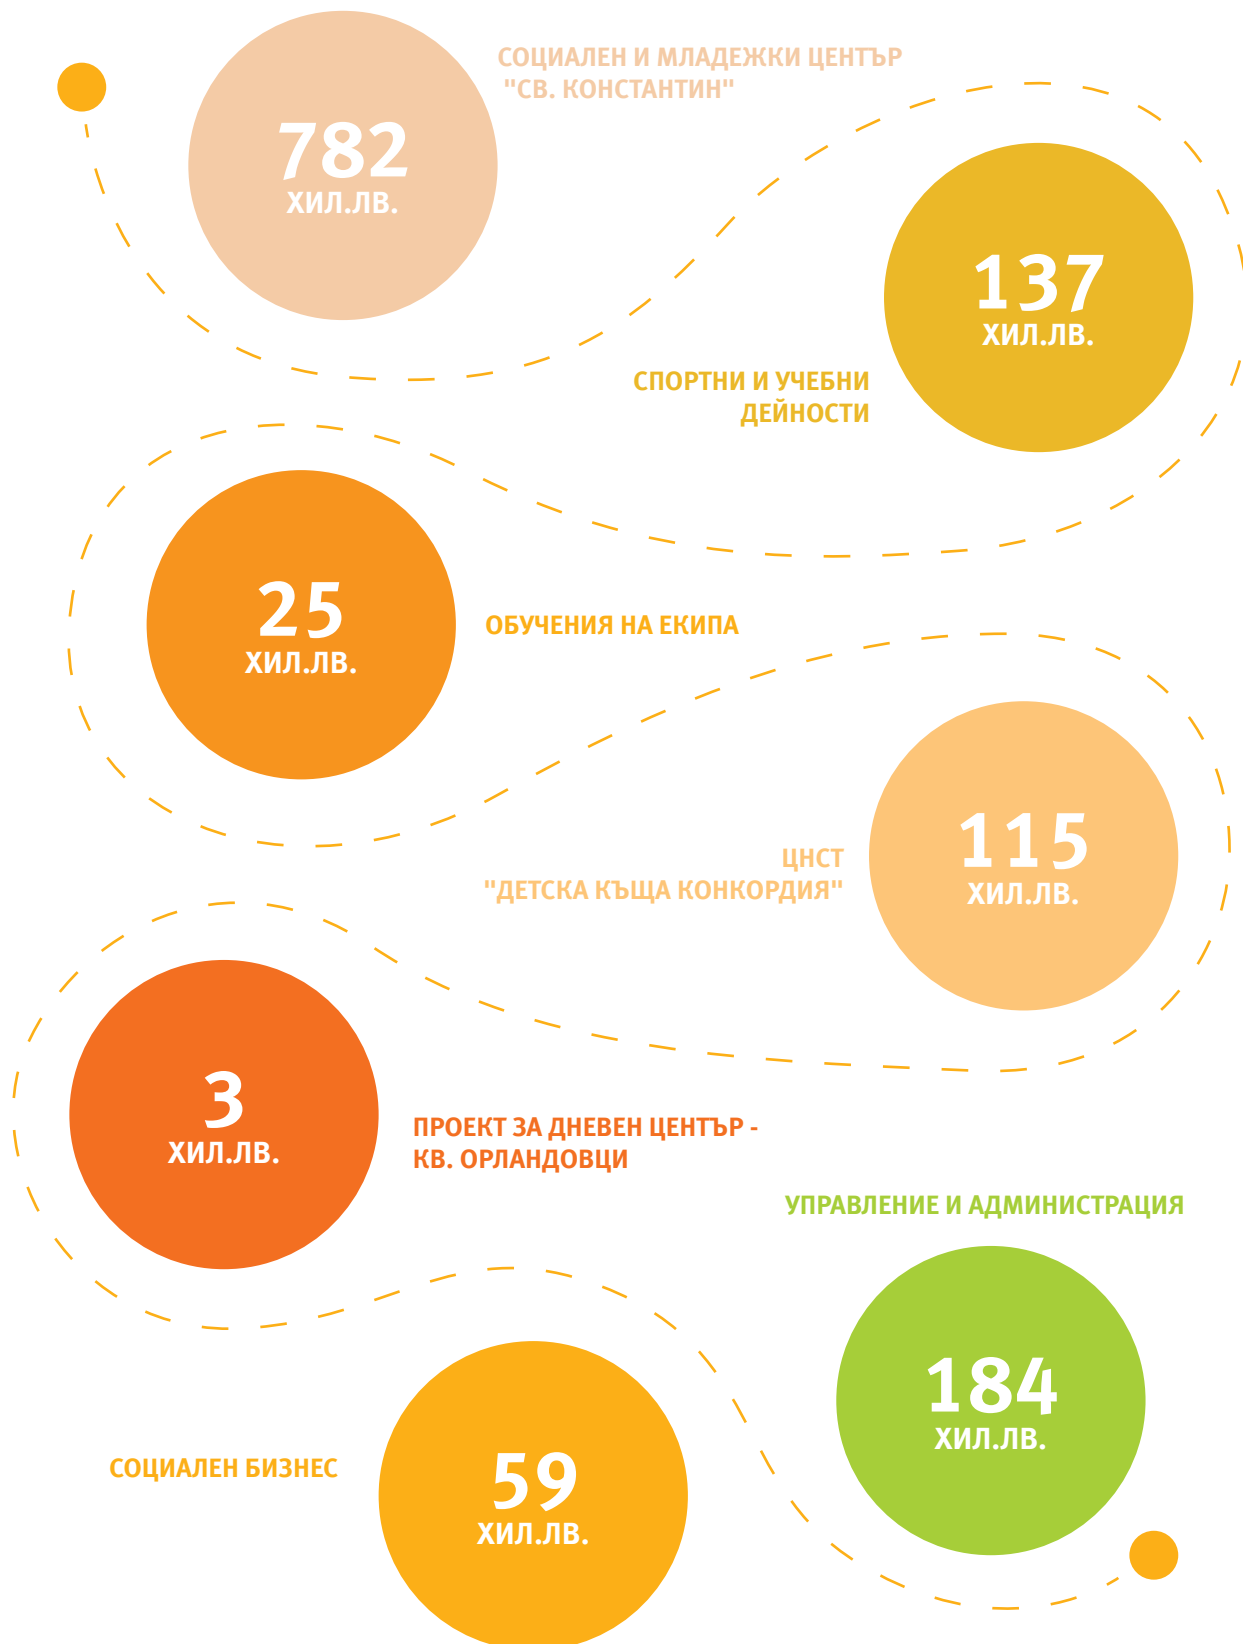 СОЦИАЛЕН И МЛАДЕЖКИ ЦЕНТЪР
"СВ. КОНСТАНТИН"
782
ХИЛ.ЛВ.
137
ХИЛ.ЛВ.
СПОРТНИ И УЧЕБНИ
ДЕЙНОСТИ
25
ХИЛ.ЛВ.
ОБУЧЕНИЯ НА ЕКИПА
115
ХИЛ.ЛВ.
ЦНСТ
"ДЕТСКА КЪЩА КОНКОРДИЯ"
3
ХИЛ.ЛВ.
ПРОЕКТ ЗА ДНЕВЕН ЦЕНТЪР -
КВ. ОРЛАНДОВЦИ
УПРАВЛЕНИЕ И АДМИНИСТРАЦИЯ
184
ХИЛ.ЛВ.
СОЦИАЛЕН БИЗНЕС
59
ХИЛ.ЛВ.